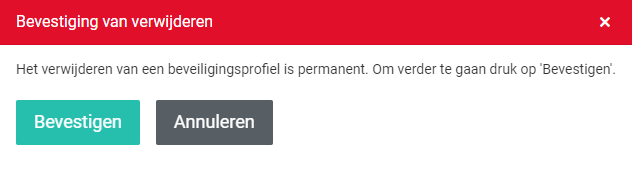 Bevestiging van verwijderen
Het verwijderen van een beveiligingsprofiel is permanent. Om verder te gaan druk op 'Bevestigen'.
Bevestigen
Annuleren